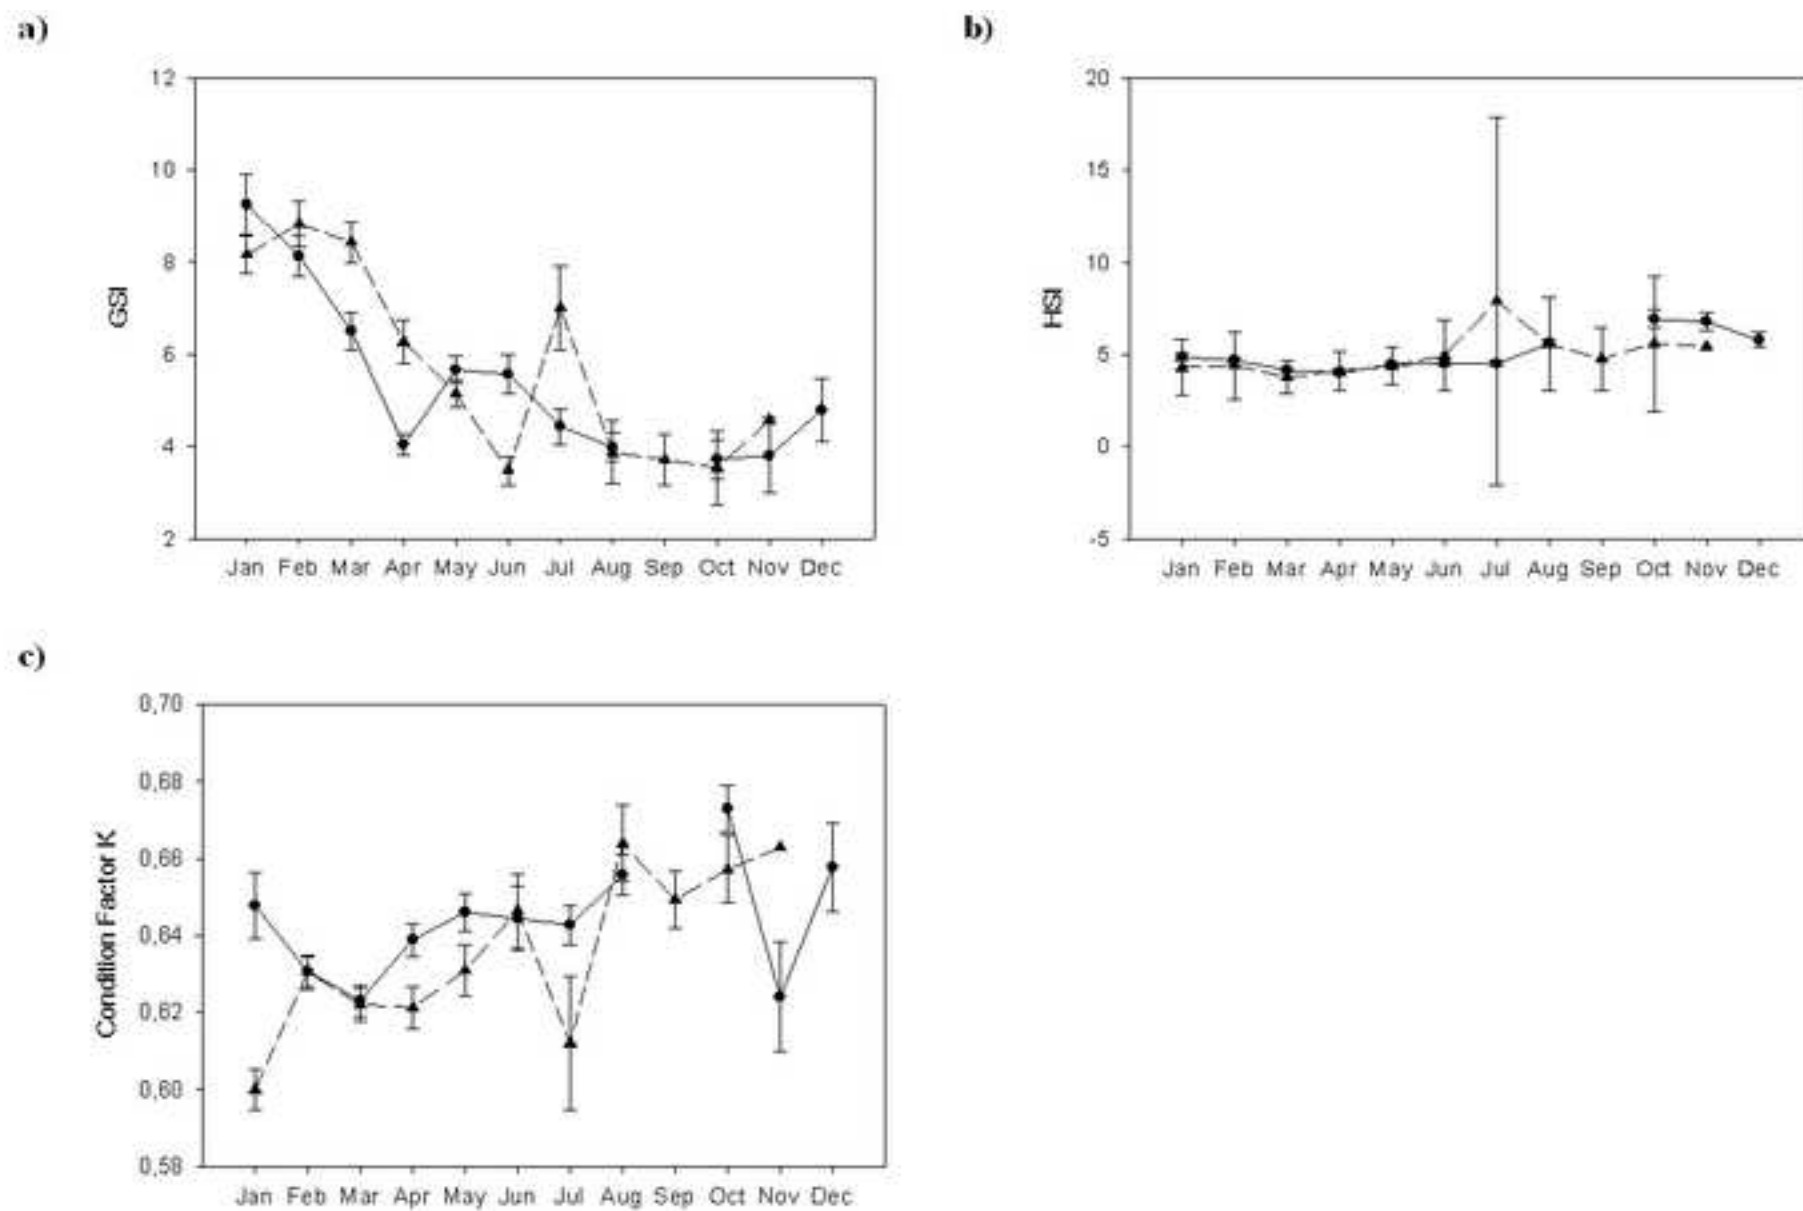 a)
12
10
8
6
4
2
GSI
Jan Feb Mar Apr May Jun Jul Aug Sep Oct Nov Dec
b)
20
15
10
5
0
-5
HSI
Jan Feb Mar Apr May Jun Jul Aug Sep Oct Nov Dec
c)
0,70
0,68
0,66
0,64
0,62
0,60
0,58
Condition Factor K
Jan Feb Mar Apr May Jun Jul Aug Sep Oct Nov Dec